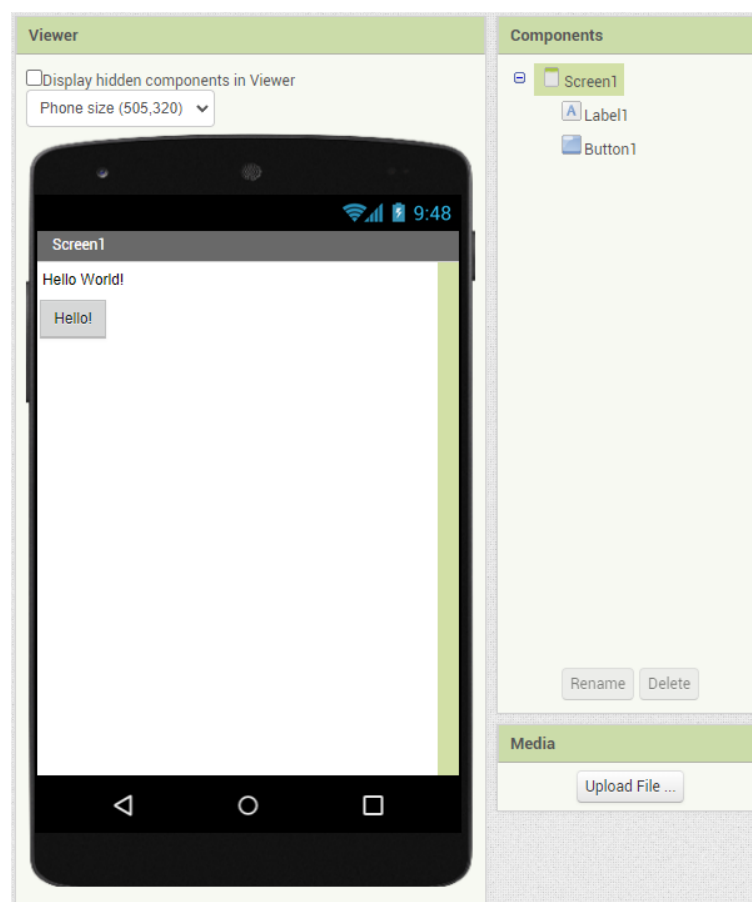 Viewer
Display hidden components in Viewer
Phone size (505,320)
9:48
Screen1
Hello World!
Hello!
Components
Screen1
A Label1
Button1
Rename Delete
Media
Upload File ...